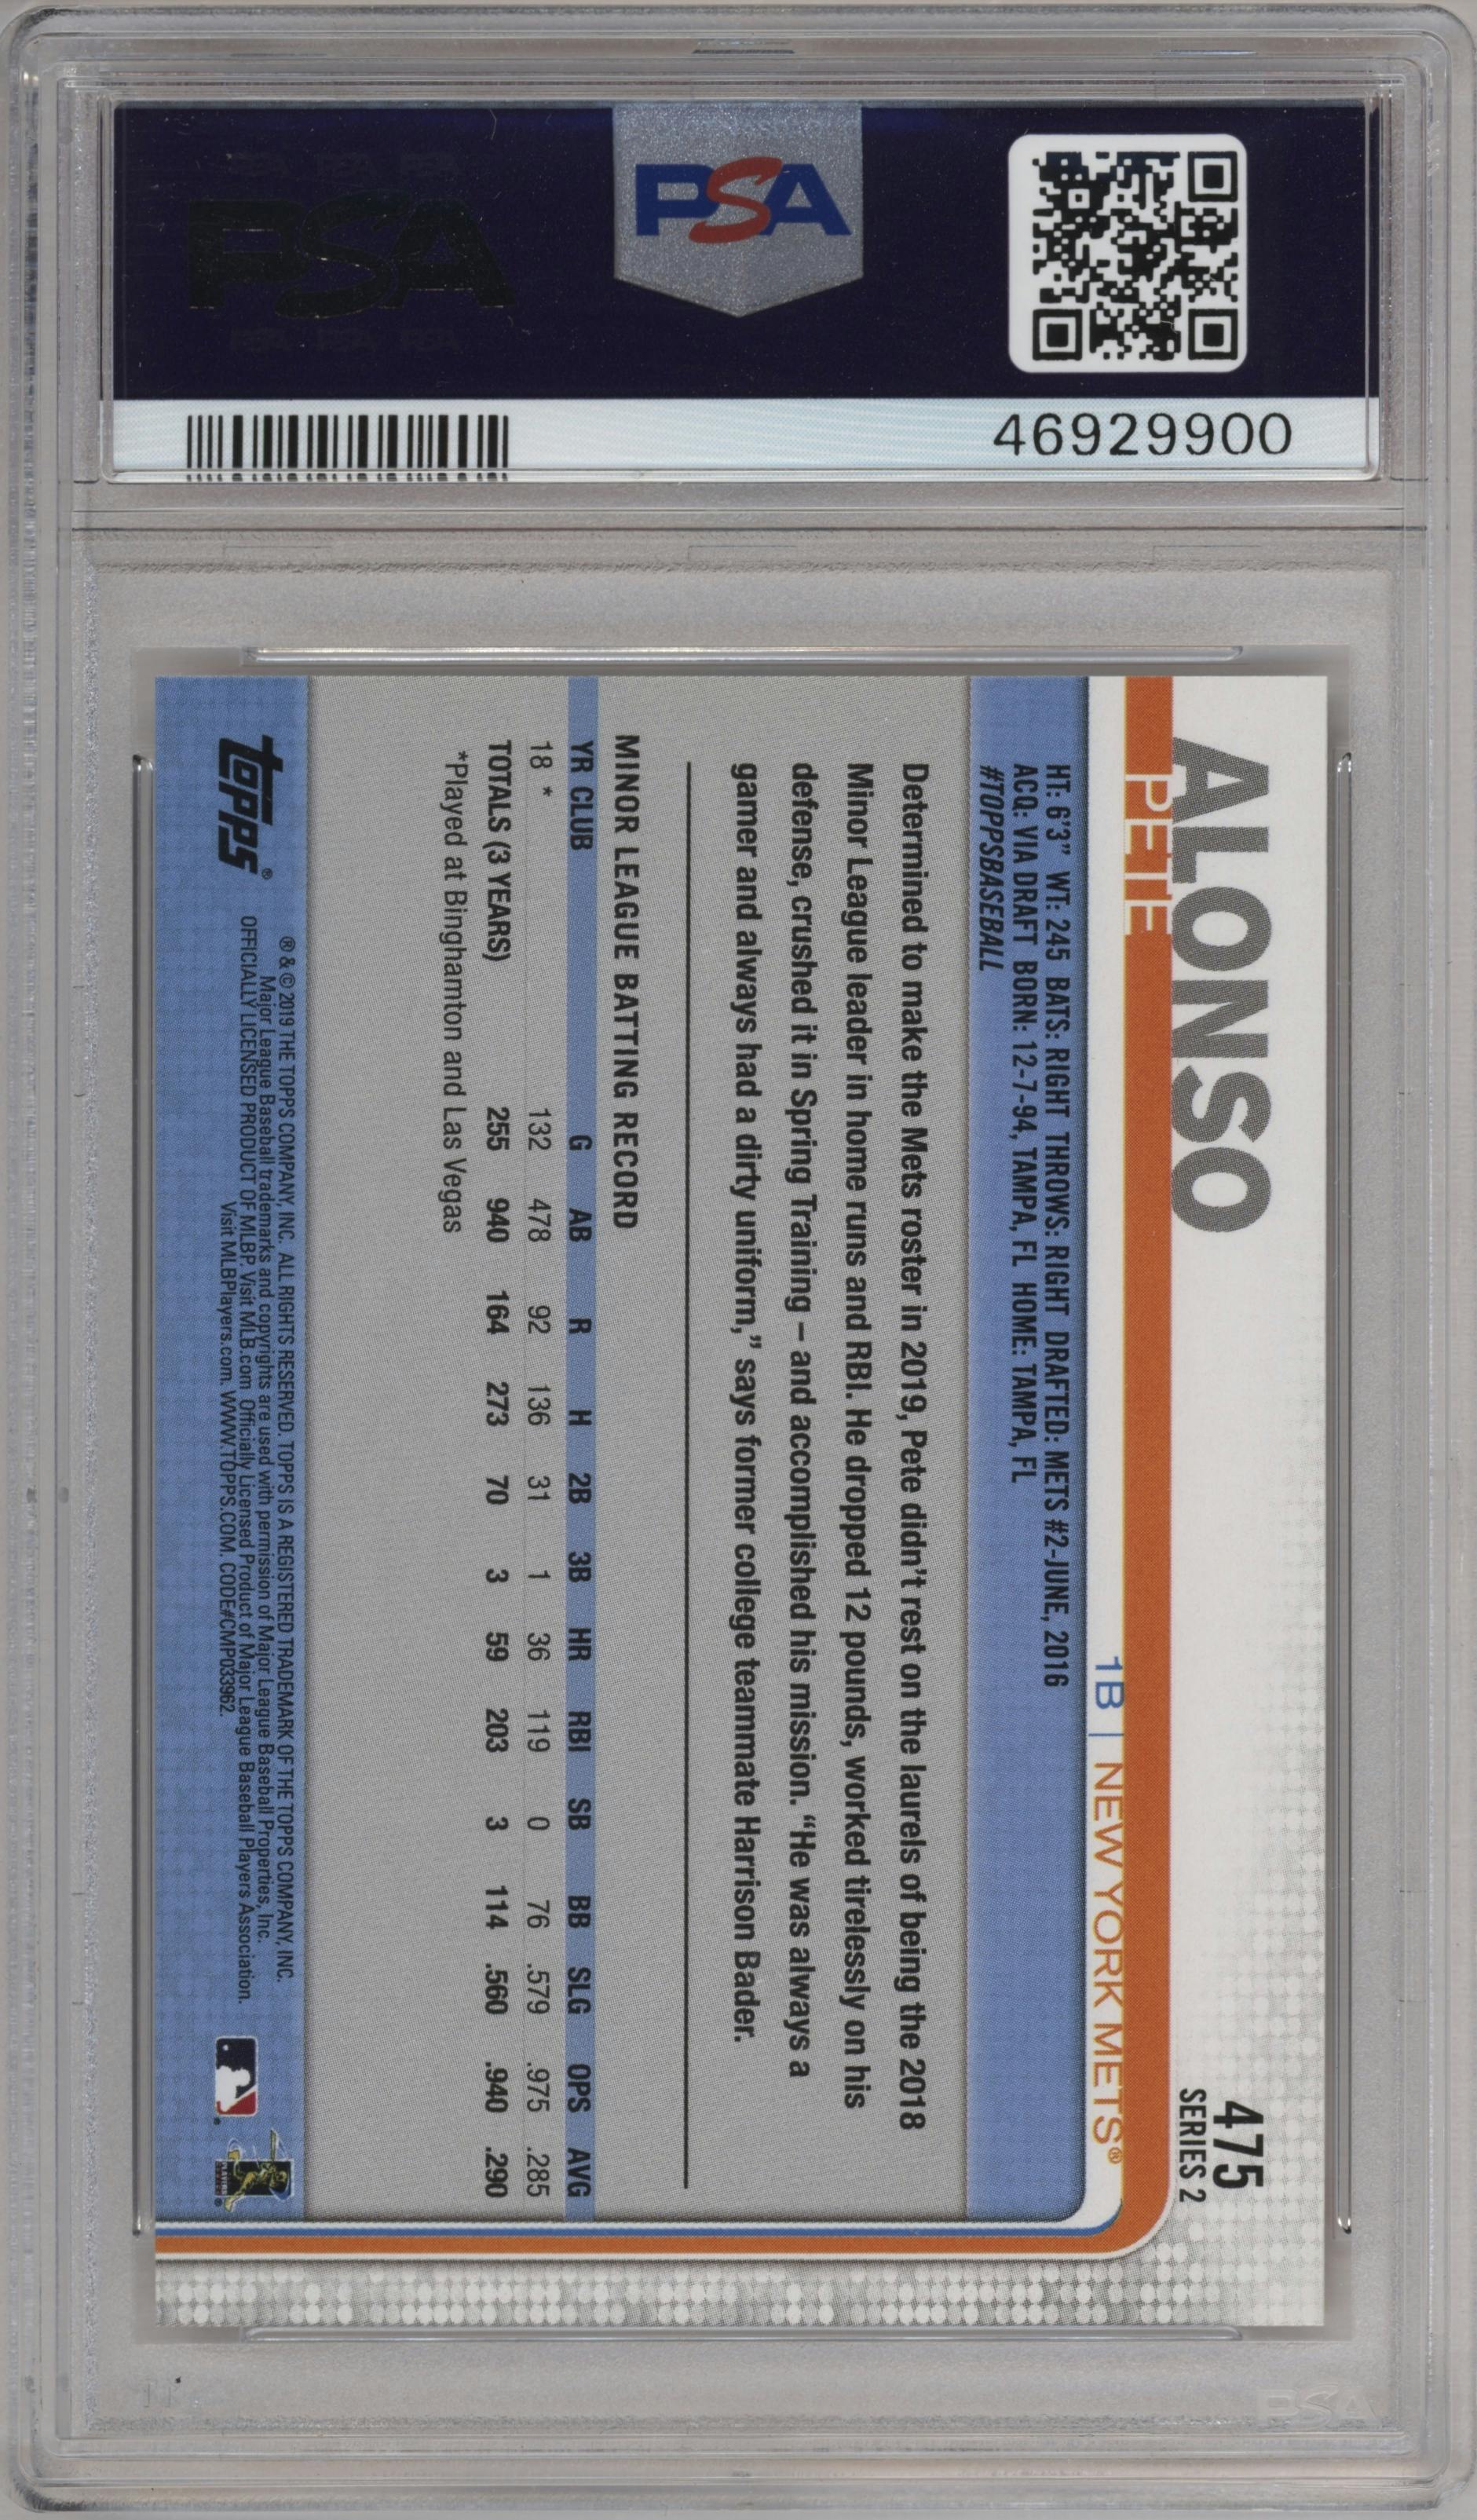 PSA
PSA
46929900
ALONSO
475
PETE
SERIES 2
1B | NEW YORK METS®
HT: 6'3" WT: 245 BATS: RIGHT THROWS: RIGHT DRAFTED: METS #2-JUNE, 2016
ACQ: VIA DRAFT BORN: 12-7-94, TAMPA, FL HOME: TAMPA, FL
#TOPPSBASEBALL
Determined to make the Mets roster in 2019, Pete didn't rest on the laurels of being the 2018
Minor League leader in home runs and RBI. He dropped 12 pounds, worked tirelessly on his
defense, crushed it in Spring Training – and accomplished his mission. “He was always a
gamer and always had a dirty uniform,” says former college teammate Harrison Bader.
MINOR LEAGUE BATTING RECORD
YR CLUB G AB R H 2B 3B HR RBI SB BB SLG OPS AVG
18 * 132 478 92 136 31 1 36 119 0 76 .579 .975 .285
TOTALS (3 YEARS) 255 940 164 273 70 3 59 203 3 114 .560 .940 .290
*Played at Binghamton and Las Vegas
topps®
® & © 2019 THE TOPPS COMPANY, INC. ALL RIGHTS RESERVED. TOPPS IS A REGISTERED TRADEMARK OF THE TOPPS COMPANY, INC.
Major League Baseball trademarks and copyrights are used with permission of Major League Baseball Properties, Inc.
OFFICIALLY LICENSED PRODUCT OF MLBP. Visit MLB.com Officially Licensed Product of Major League Baseball Players Association.
Visit MLBPlayers.com. WWW.TOPPS.COM. CODE#CMP033962.
PSA